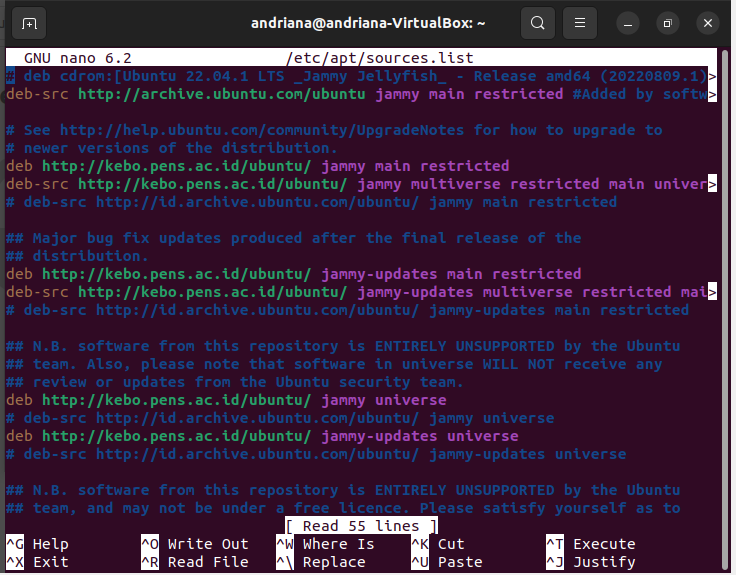 andriana@andriana-VirtualBox: ~
GNU nano 6.2 /etc/apt/sources.list
# deb cdrom:[Ubuntu 22.04.1 LTS _Jammy Jellyfish_ - Release amd64 (20220809.1)>
deb-src http://archive.ubuntu.com/ubuntu jammy main restricted #Added by softw>
# See http://help.ubuntu.com/community/UpgradeNotes for how to upgrade to
# newer versions of the distribution.
deb http://kebo.pens.ac.id/ubuntu/ jammy main restricted
deb-src http://kebo.pens.ac.id/ubuntu/ jammy multiverse restricted main univer>
# deb-src http://id.archive.ubuntu.com/ubuntu/ jammy main restricted
## Major bug fix updates produced after the final release of the
## distribution.
deb http://kebo.pens.ac.id/ubuntu/ jammy-updates main restricted
deb-src http://kebo.pens.ac.id/ubuntu/ jammy-updates multiverse restricted mai>
# deb-src http://id.archive.ubuntu.com/ubuntu/ jammy-updates main restricted
## N.B. software from this repository is ENTIRELY UNSUPPORTED by the Ubuntu
## team. Also, please note that software in universe WILL NOT receive any
## review or updates from the Ubuntu security team.
deb http://kebo.pens.ac.id/ubuntu/ jammy universe
# deb-src http://id.archive.ubuntu.com/ubuntu/ jammy universe
deb http://kebo.pens.ac.id/ubuntu/ jammy-updates universe
# deb-src http://id.archive.ubuntu.com/ubuntu/ jammy-updates universe
## N.B. software from this repository is ENTIRELY UNSUPPORTED by the Ubuntu
## team, and may not be under a free licence. Please satisfy yourself as to
[ Read 55 lines ]
^G Help ^O Write Out ^W Where Is ^K Cut ^T Execute
^X Exit ^R Read File ^\ Replace ^U Paste ^J Justify